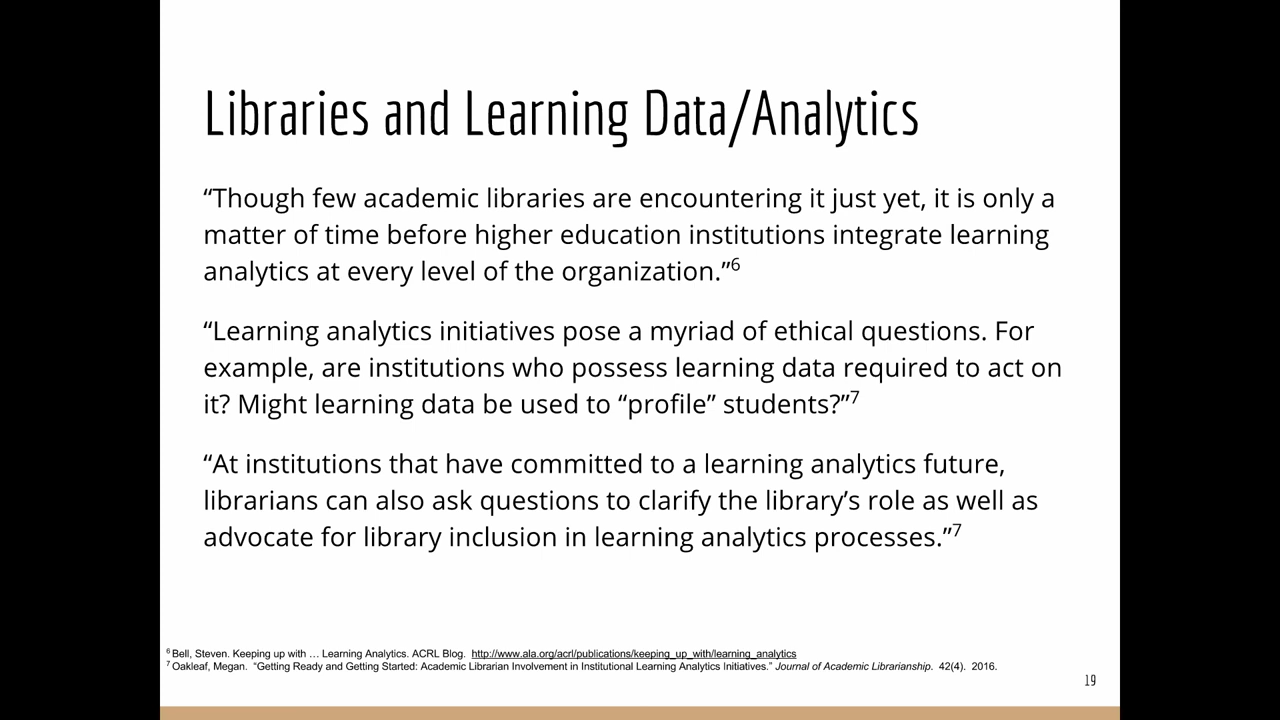 Libraries and Learning Data/Analytics
“Though few academic libraries are encountering it just yet, it is only a
matter of time before higher education institutions integrate learning
analytics at every level of the organization.”6
“Learning analytics initiatives pose a myriad of ethical questions. For
example, are institutions who possess learning data required to act on
it? Might learning data be used to “profile” students?”7
“At institutions that have committed to a learning analytics future,
librarians can also ask questions to clarify the library’s role as well as
advocate for library inclusion in learning analytics processes.”7
6 Bell, Steven. Keeping up with … Learning Analytics. ACRL Blog. http://www.ala.org/acrl/publications/keeping_up_with/learning_analytics
7 Oakleaf, Megan. “Getting Ready and Getting Started: Academic Librarian Involvement in Institutional Learning Analytics Initiatives.” Journal of Academic Librarianship. 42(4). 2016.
19